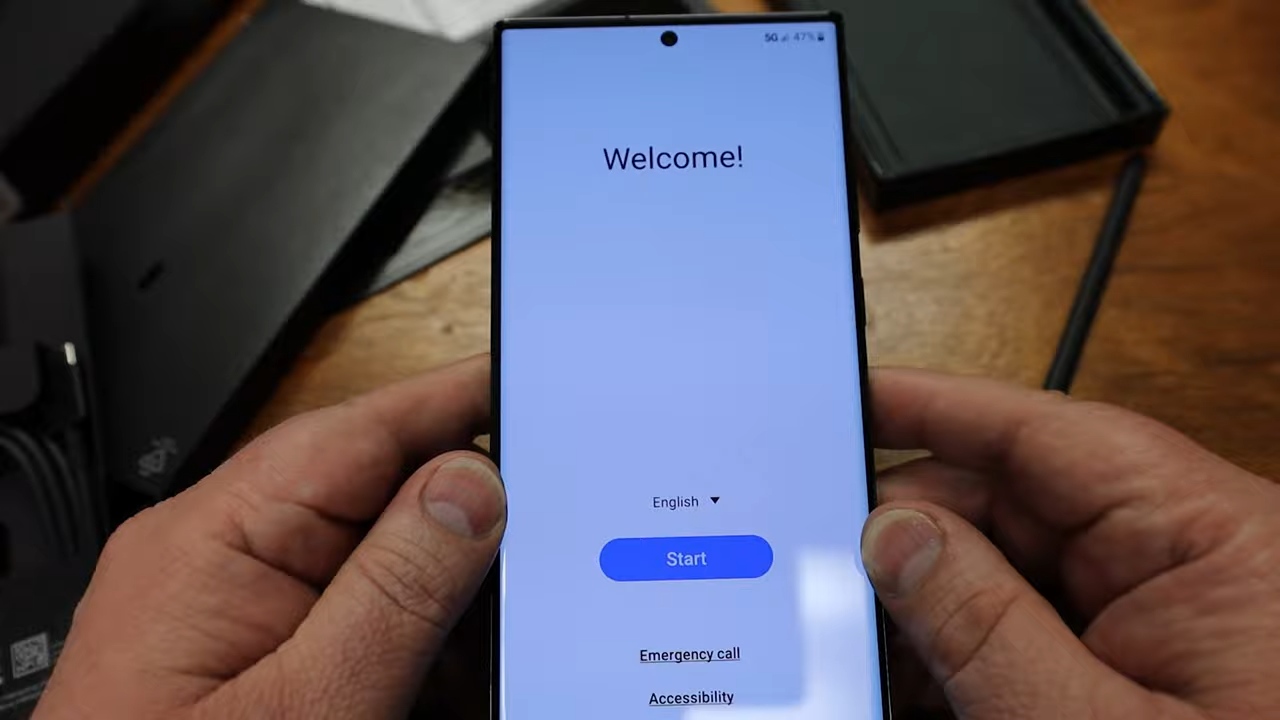 5G 47%
Welcome!
English
Start
Emergency call
Accessibility